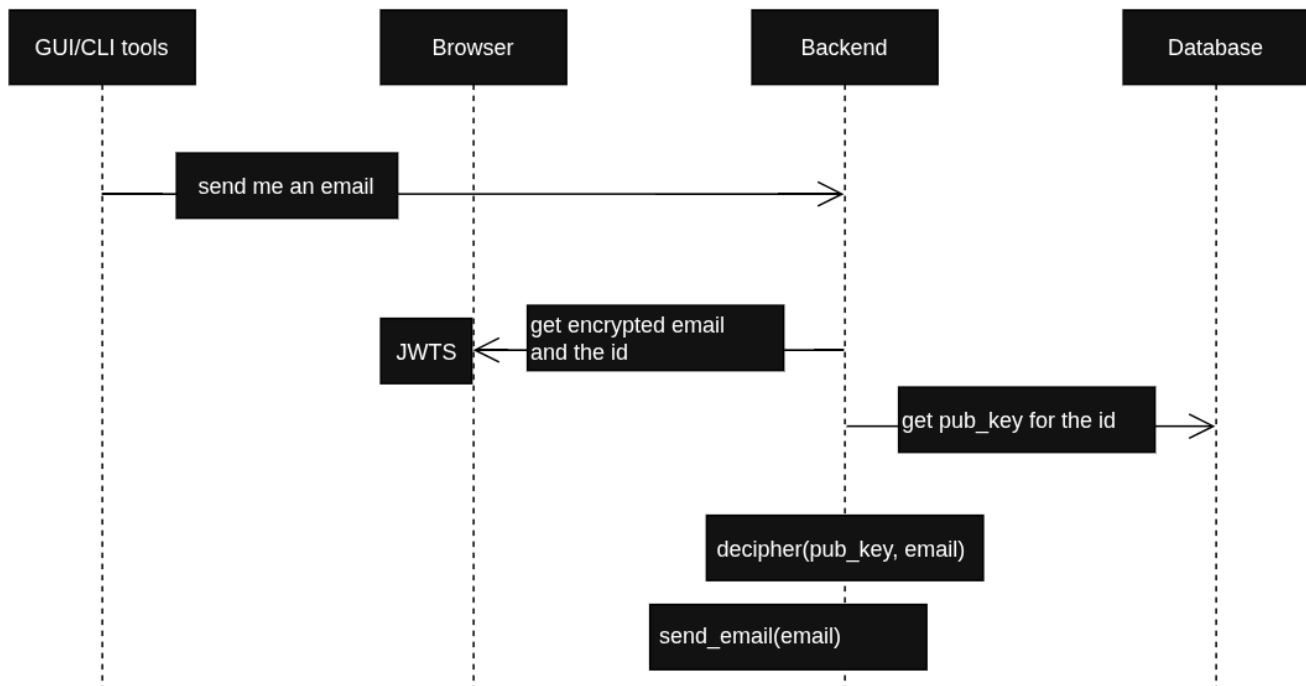 GUI/CLI tools
Browser
Backend
Database
send me an email
get encrypted email
and the id
JWTS
get pub_key for the id
decipher(pub_key, email)
send_email(email)